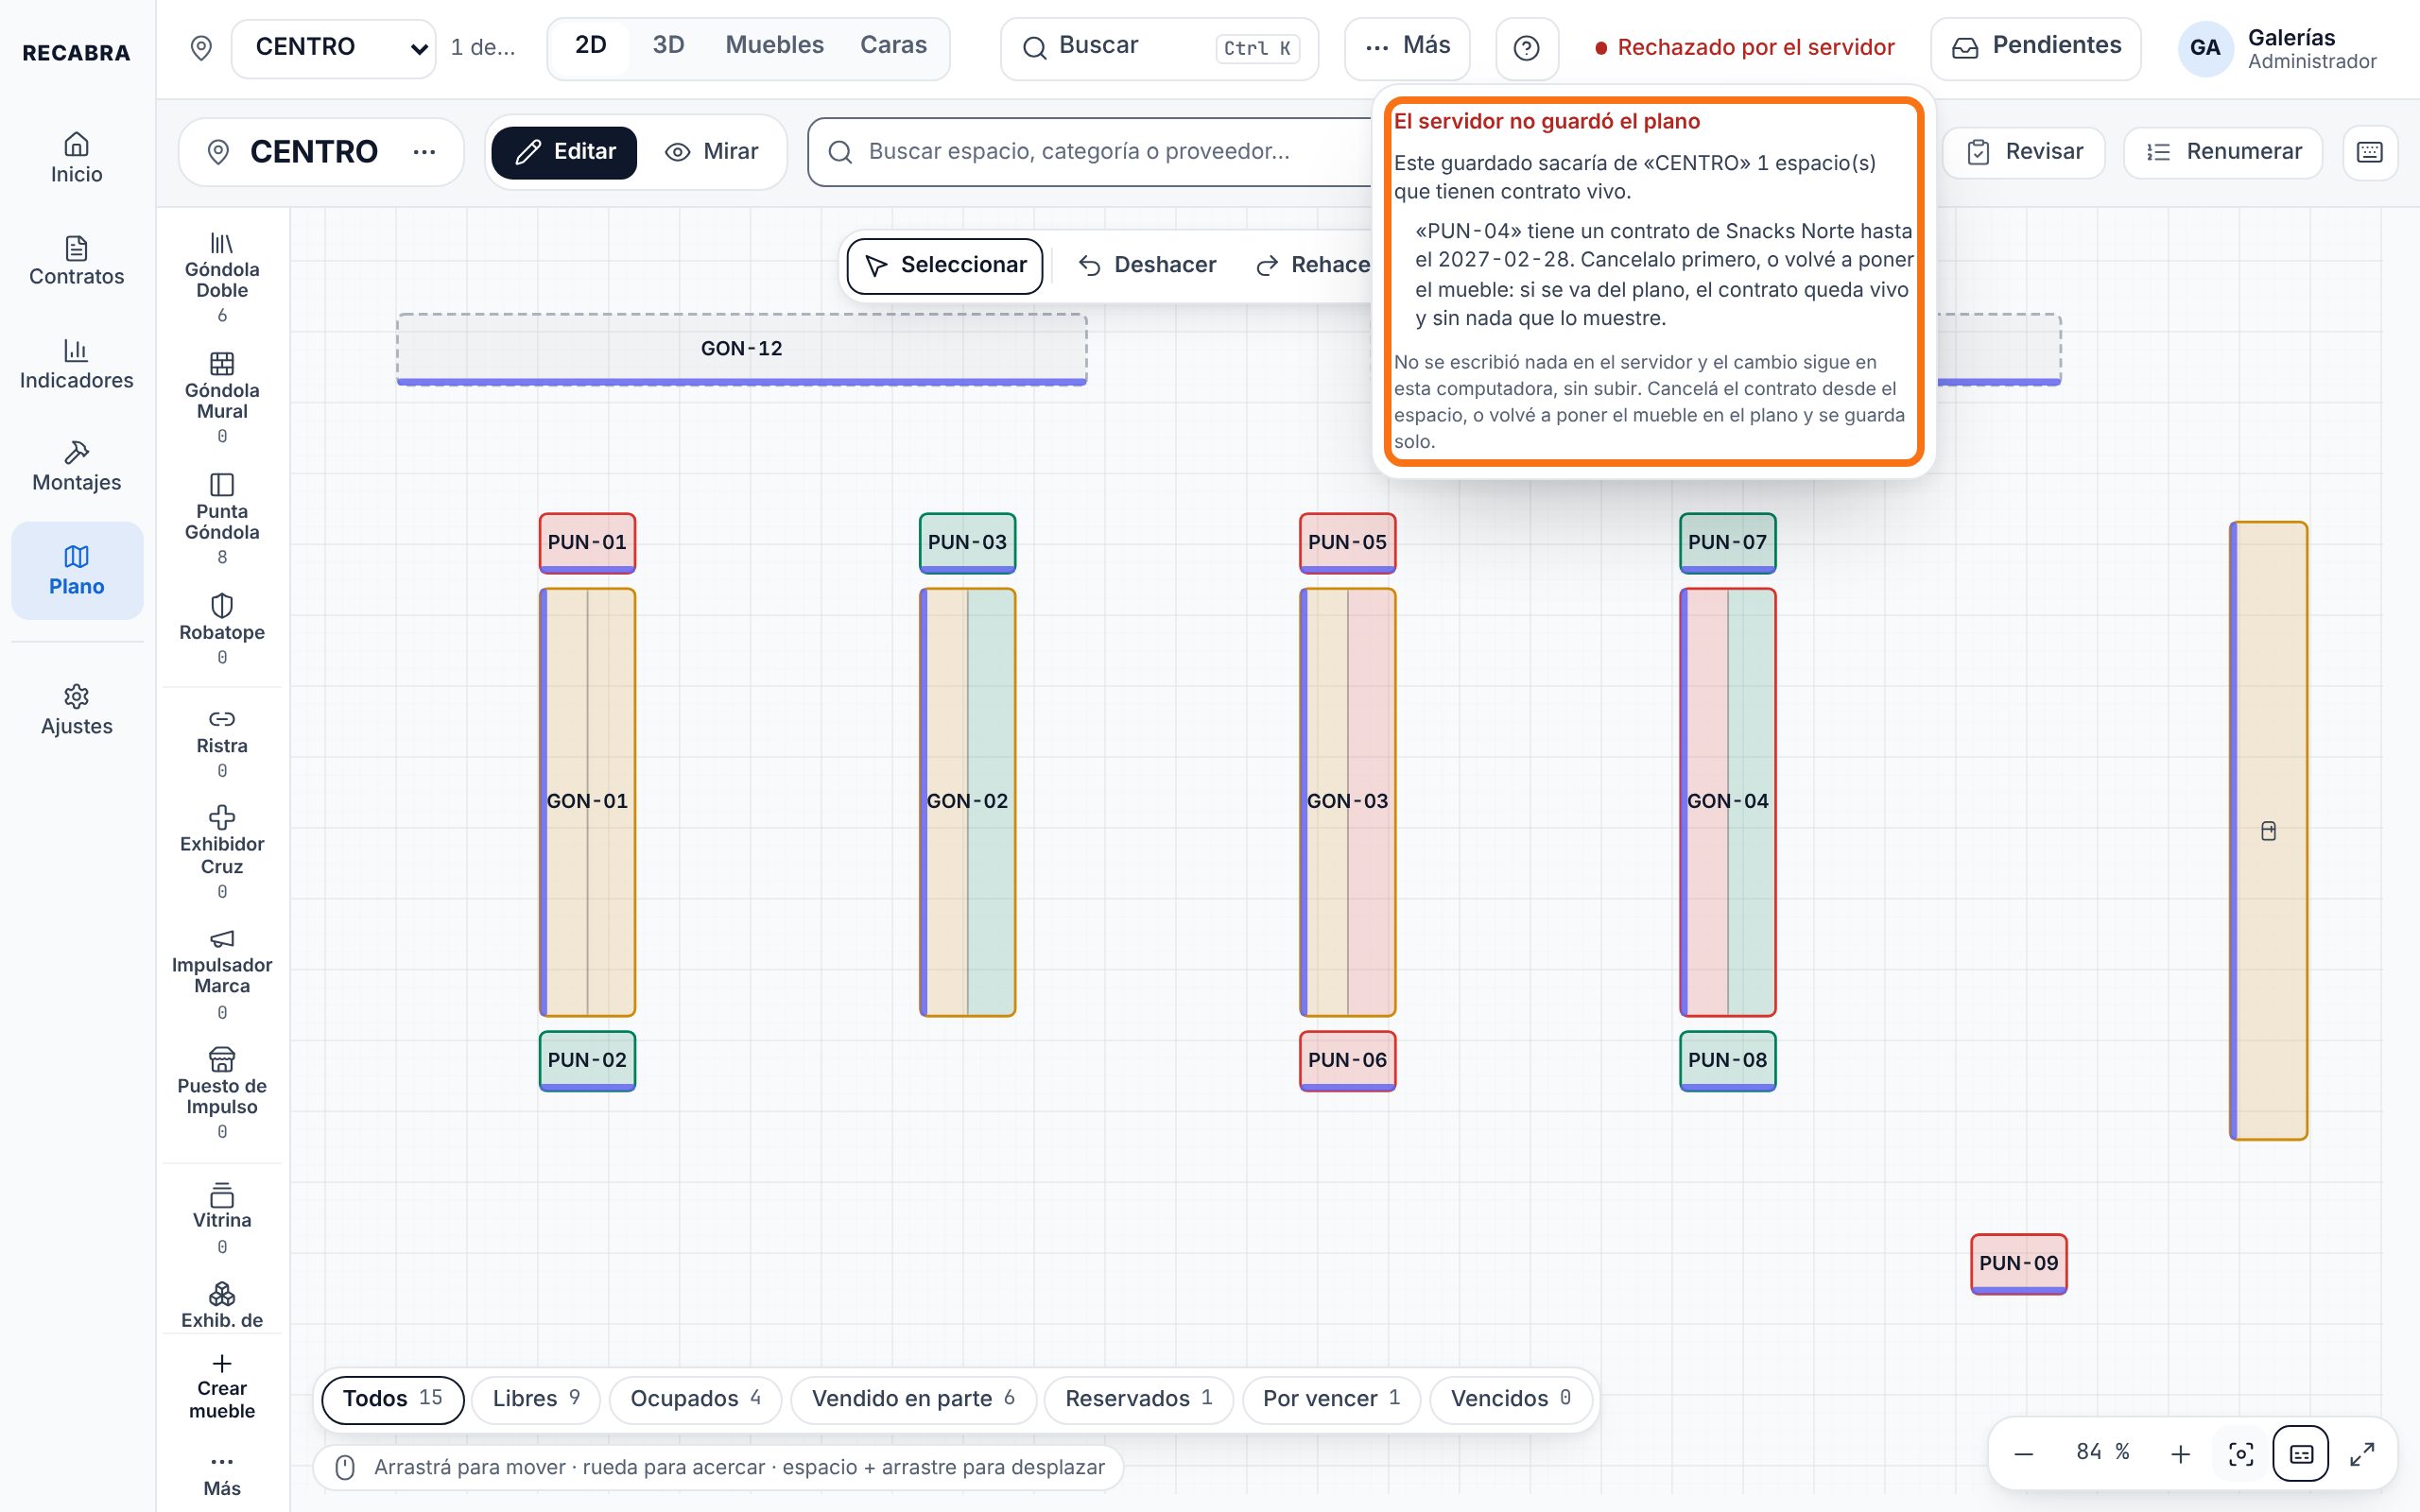 RECABRA
CENTRO
1 de...
2D
3D
Muebles
Caras
Buscar
Ctrl K
Más
Rechazado por el servidor
Pendientes
GA
Galerías
Administrador
Inicio
Contratos
Indicadores
Montajes
Plano
Ajustes
CENTRO
Editar
Mirar
Buscar espacio, categoría o proveedor...
Revisar
Renumerar
El servidor no guardó el plano
Este guardado sacaría de «CENTRO» 1 espacio(s)
que tienen contrato vivo.
«PUN-04» tiene un contrato de Snacks Norte hasta
el 2027-02-28. Cancelalo primero, o volvé a poner
el mueble: si se va del plano, el contrato queda vivo
y sin nada que lo muestre.
No se escribió nada en el servidor y el cambio sigue en
esta computadora, sin subir. Cancelá el contrato desde el
espacio, o volvé a poner el mueble en el plano y se guarda
solo.
Góndola
Doble
6
Góndola
Mural
0
Punta
Góndola
8
Robatope
0
Ristra
0
Exhibidor
Cruz
0
Impulsador
Marca
0
Puesto de
Impulso
0
Vitrina
0
Exhib. de
Crear
mueble
Más
Seleccionar
Deshacer
Rehace
GON-12
PUN-01
PUN-03
PUN-05
PUN-07
GON-01
GON-02
GON-03
GON-04
PUN-02
PUN-06
PUN-08
PUN-09
Todos 15
Libres 9
Ocupados 4
Vendido en parte 6
Reservados 1
Por vencer 1
Vencidos 0
Arrastrá para mover · rueda para acercar · espacio + arrastre para desplazar
84 %